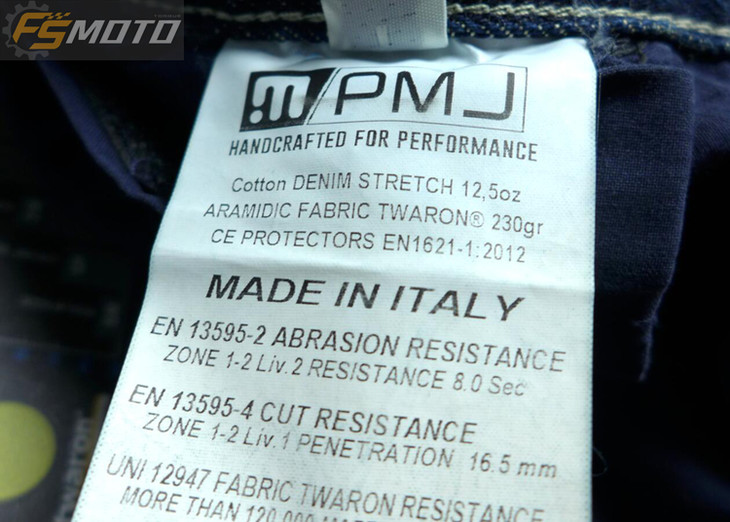 FSMOTO
PMJ
HANDCRAFTED FOR PERFORMANCE
Cotton DENIM STRETCH 12,5oz
ARAMIDIC FABRIC TWARON® 230gr
CE PROTECTORS EN1621-1:2012
MADE IN ITALY
EN 13595-2 ABRASION RESISTANCE
ZONE 1-2 Liv.2 RESISTANCE 8.0 Sec
EN 13595-4 CUT RESISTANCE
ZONE 1-2 Liv.1 PENETRATION 16.5 mm
UNI 12947 FABRIC TWARON RESISTANCE
MORE THAN 120.000